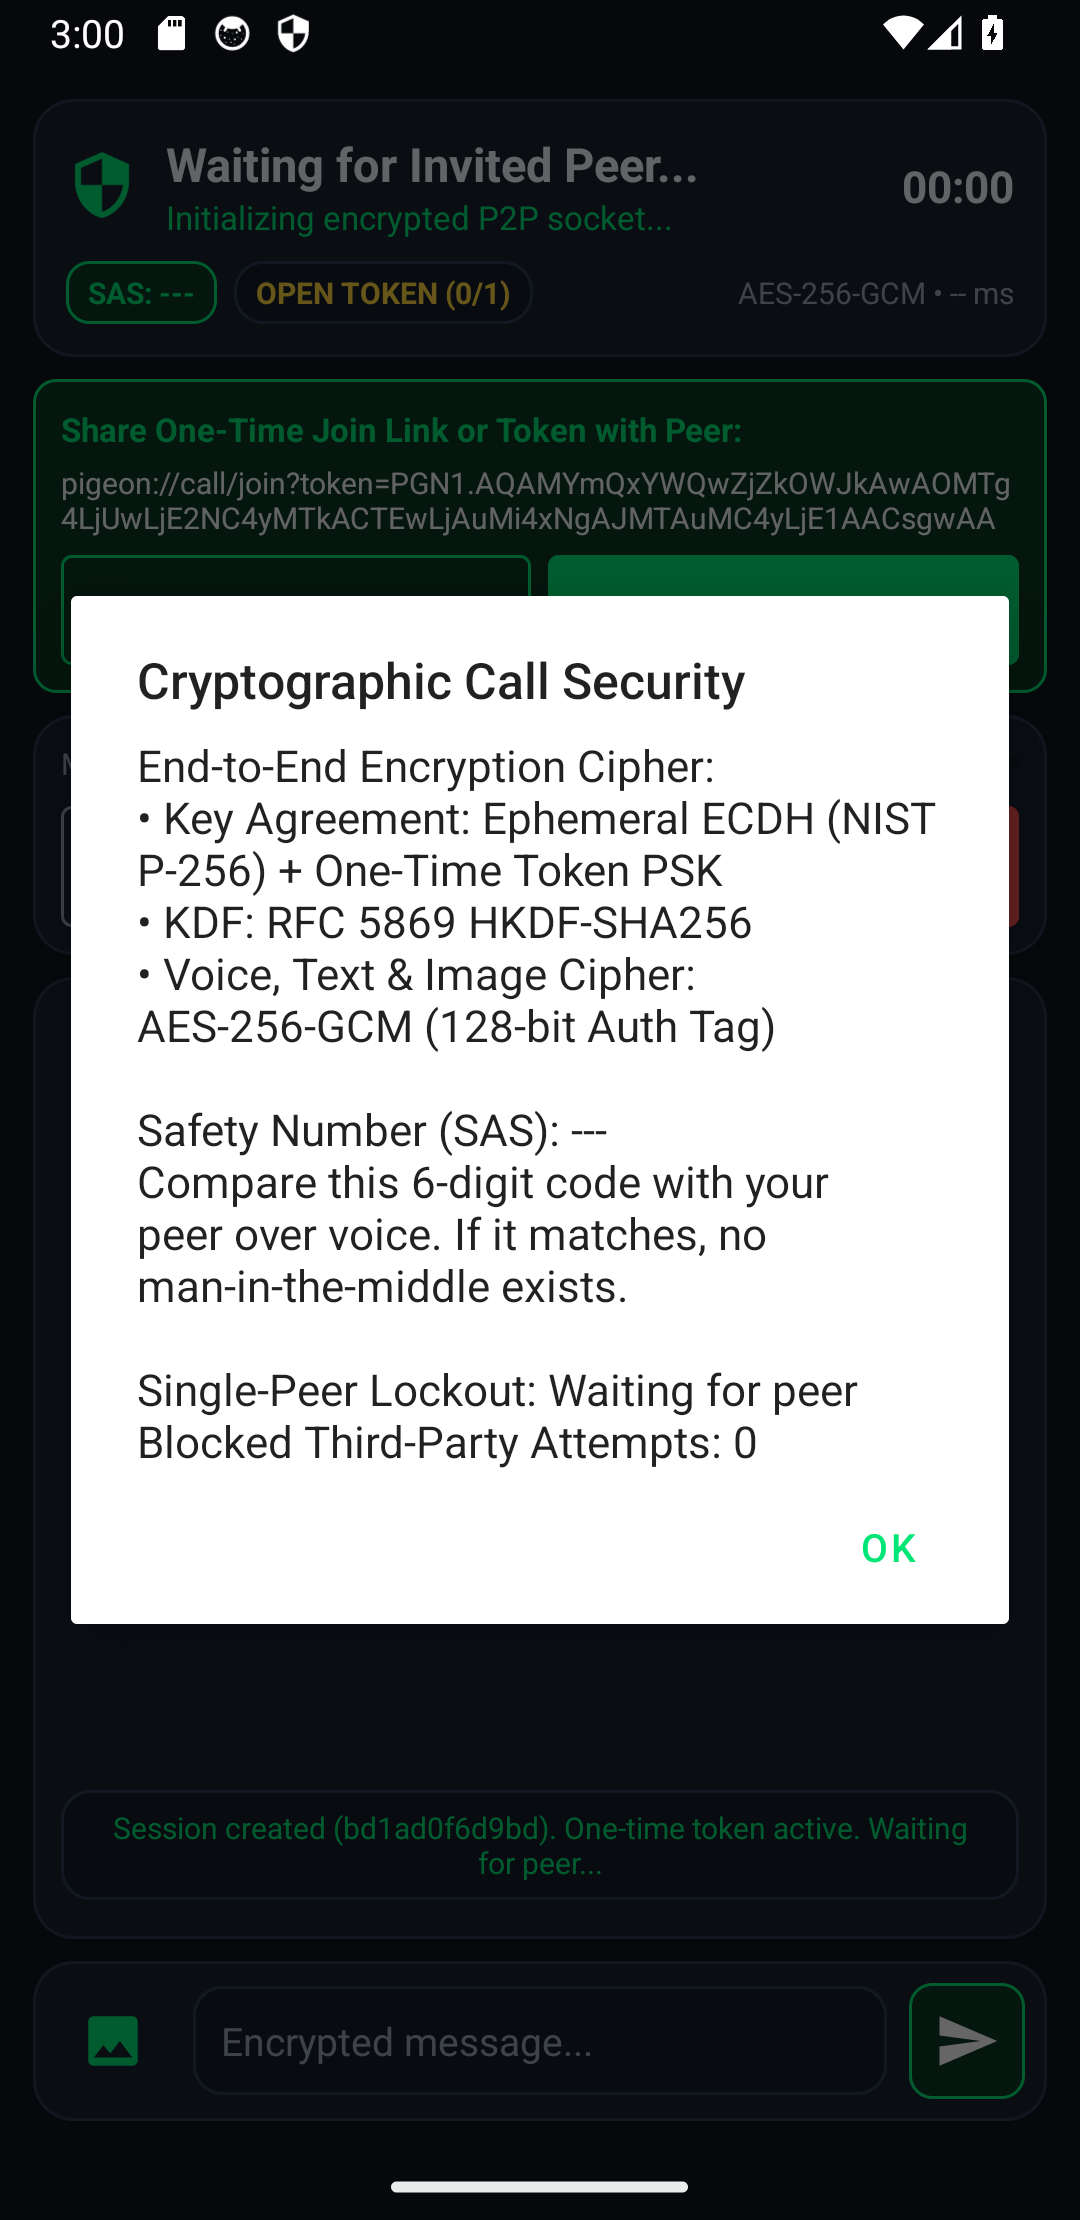 3:00
Waiting for Invited Peer...
Initializing encrypted P2P socket...
00:00
SAS: ---
OPEN TOKEN (0/1)
AES-256-GCM • -- ms
Share One-Time Join Link or Token with Peer:
pigeon://call/join?token=PGN1.AQAMYmQxYWQwZjZkOWJkAwAOMTg
4LjUwLjE2NC4yMTkACTEwLjAuMi4xNgAJMTAuMC4yLjE1AACsgwAA
Cryptographic Call Security
End-to-End Encryption Cipher:
• Key Agreement: Ephemeral ECDH (NIST
P-256) + One-Time Token PSK
• KDF: RFC 5869 HKDF-SHA256
• Voice, Text & Image Cipher:
AES-256-GCM (128-bit Auth Tag)
Safety Number (SAS): ---
Compare this 6-digit code with your
peer over voice. If it matches, no
man-in-the-middle exists.
Single-Peer Lockout: Waiting for peer
Blocked Third-Party Attempts: 0
OK
Session created (bd1ad0f6d9bd). One-time token active. Waiting
for peer...
Encrypted message...